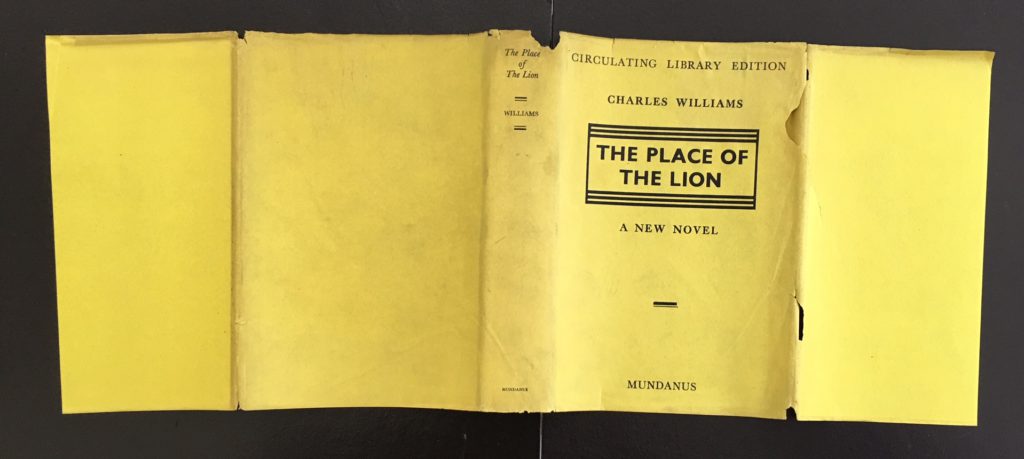 The Place
of
The Lion
WILLIAMS
MUNDANUS
CIRCULATING LIBRARY EDITION
CHARLES WILLIAMS
THE PLACE OF
THE LION
A NEW NOVEL
MUNDANUS